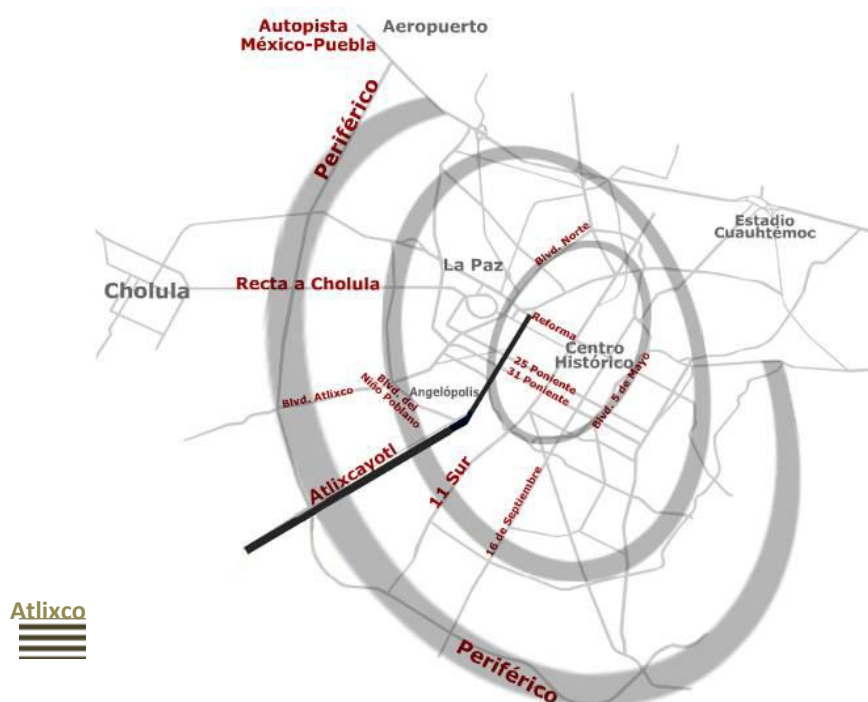 Autopista
México-Puebla
Aeropuerto
Periférico
Estadio
Cuauhtemoc
Blvd. Norte
La Paz
Cholula
Recta a Cholula
Reforma
Centro
Histórico
25 Poniente
31 Poniente
Blvd. 5 de Mayo
Blvd. Atlixco
Blvd. del
Niño Poblano
Angelópolis
Atlixcayotl
11 Sur
16 de Septiembre
Atlixco
Periférico